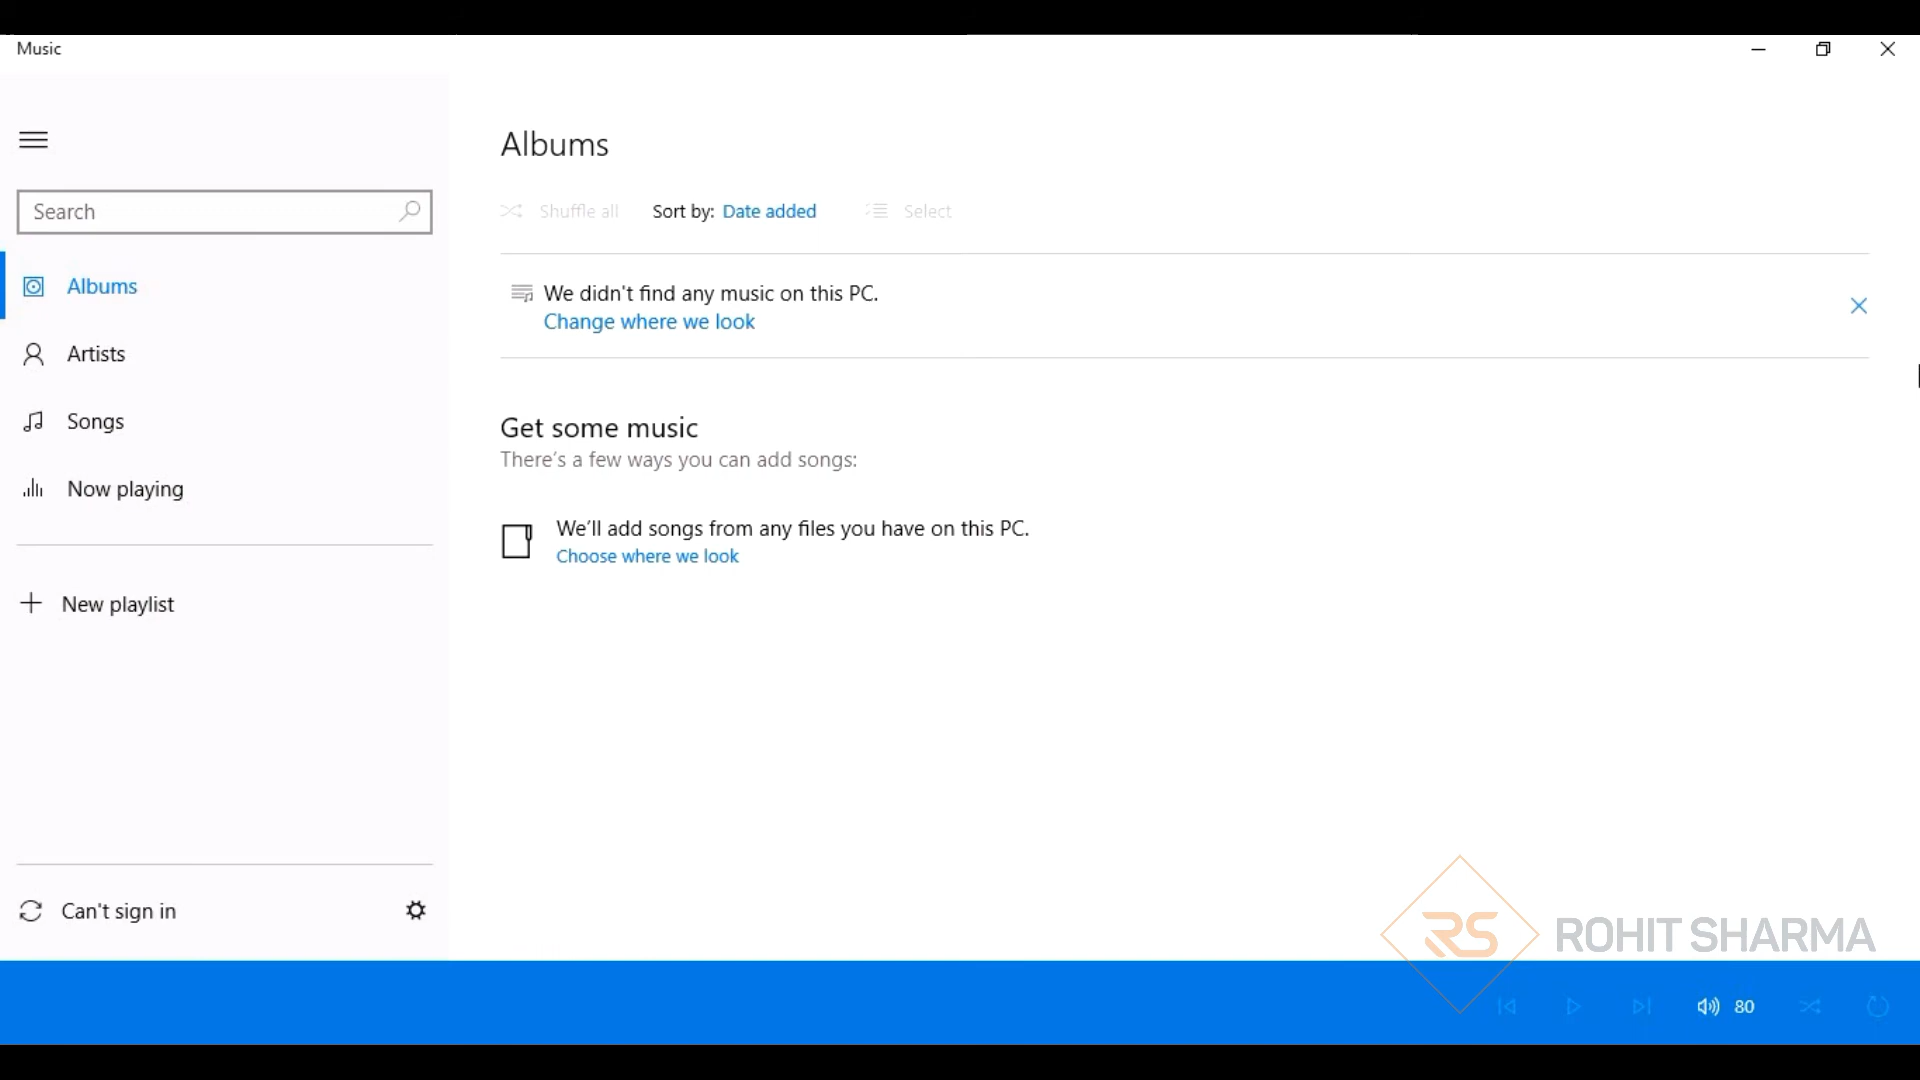 Music
Search
Albums
Artists
Songs
Now playing
New playlist
Can't sign in
Albums
Shuffle all Sort by: Date added Select
We didn't find any music on this PC.
Change where we look
Get some music
There's a few ways you can add songs:
We'll add songs from any files you have on this PC.
Choose where we look
RS ROHIT SHARMA
80